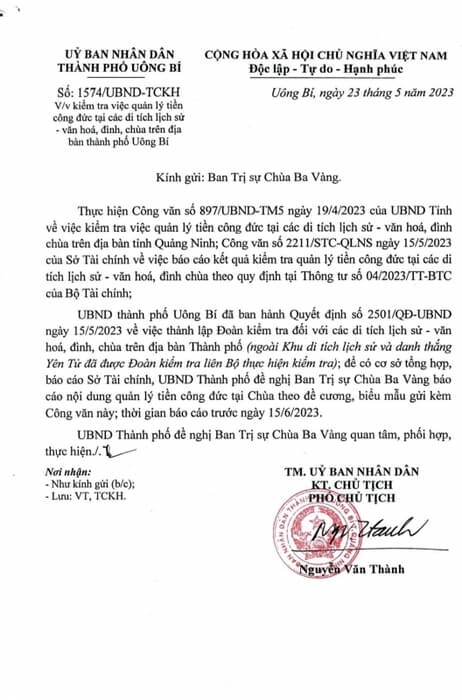 UỶ BAN NHÂN DÂN
THÀNH PHỐ UÔNG BÍ
CỘNG HÒA XÃ HỘI CHỦ NGHĨA VIỆT NAM
Độc lập - Tự do - Hạnh phúc
Số: 1574/UBND-TCKH
V/v kiểm tra việc quản lý tiền
công đức tại các di tích lịch sử
- văn hoá, đình, chùa trên địa
bàn thành phố Uông Bí
Uông Bí, ngày 23 tháng 5 năm 2023
Kính gửi: Ban Trị sự Chùa Ba Vàng.
Thực hiện Công văn số 897/UBND-TM5 ngày 19/4/2023 của UBND Tỉnh
về việc kiểm tra việc quản lý tiền công đức tại các di tích lịch sử - văn hoá, đình
chùa trên địa bàn tỉnh Quảng Ninh; Công văn số 2211/STC-QLNS ngày 15/5/2023
của Sở Tài chính về việc báo cáo kết quả kiểm tra quản lý tiền công đức tại các di
tích lịch sử - văn hoá, đình chùa theo quy định tại Thông tư số 04/2023/TT-BTC
của Bộ Tài chính;
UBND thành phố Uông Bí đã ban hành Quyết định số 2501/QĐ-UBND
ngày 15/5/2023 về việc thành lập Đoàn kiểm tra đối với các di tích lịch sử - văn
hoá, đình, chùa trên địa bàn Thành phố (ngoài Khu di tích lịch sử và danh thắng
Yên Tử đã được Đoàn kiểm tra liên Bộ thực hiện kiểm tra); để có cơ sở tổng hợp,
báo cáo Sở Tài chính, UBND Thành phố đề nghị Ban Trị sự Chùa Ba Vàng báo
cáo nội dung quản lý tiền công đức tại Chùa theo đề cương, biểu mẫu gửi kèm
Công văn này; thời gian báo cáo trước ngày 15/6/2023.
UBND Thành phố đề nghị Ban Trị sự Chùa Ba Vàng quan tâm, phối hợp,
thực hiện./.
Nơi nhận:
- Như kính gửi (b/c);
- Lưu: VT, TCKH.
TM. UỶ BAN NHÂN DÂN
KT. CHỦ TỊCH
PHÓ CHỦ TỊCH
Nguyễn Văn Thành